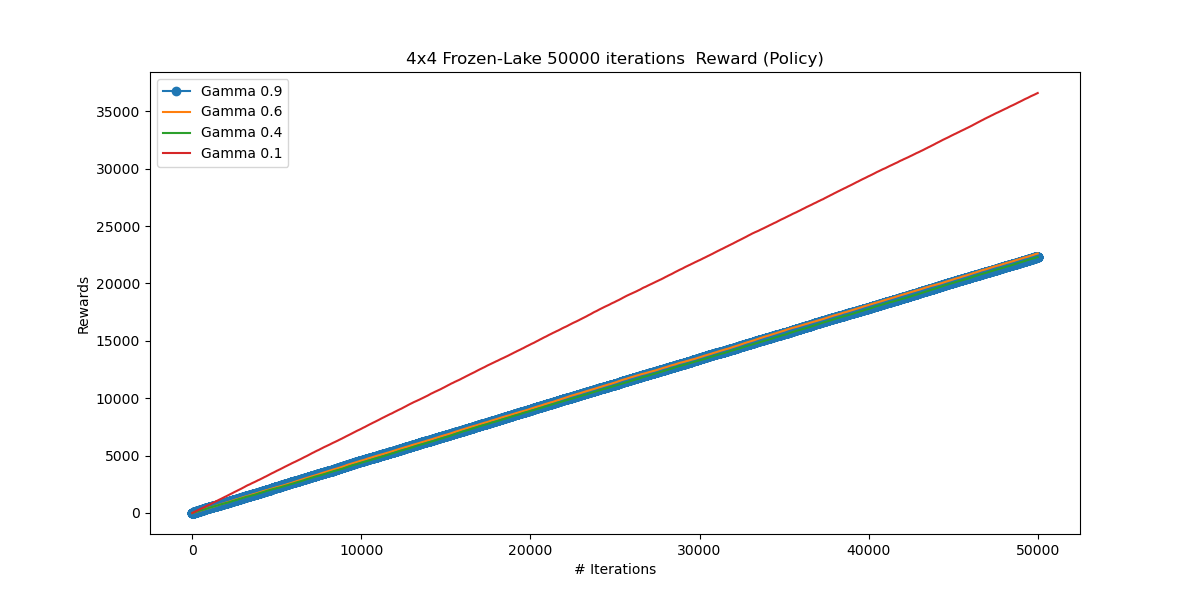 4x4 Frozen-Lake 50000 iterations  Reward (Policy)
Gamma 0.9
Gamma 0.6
Gamma 0.4
Gamma 0.1
Rewards
35000
30000
25000
20000
15000
10000
5000
0
0 10000 20000 30000 40000 50000
# Iterations